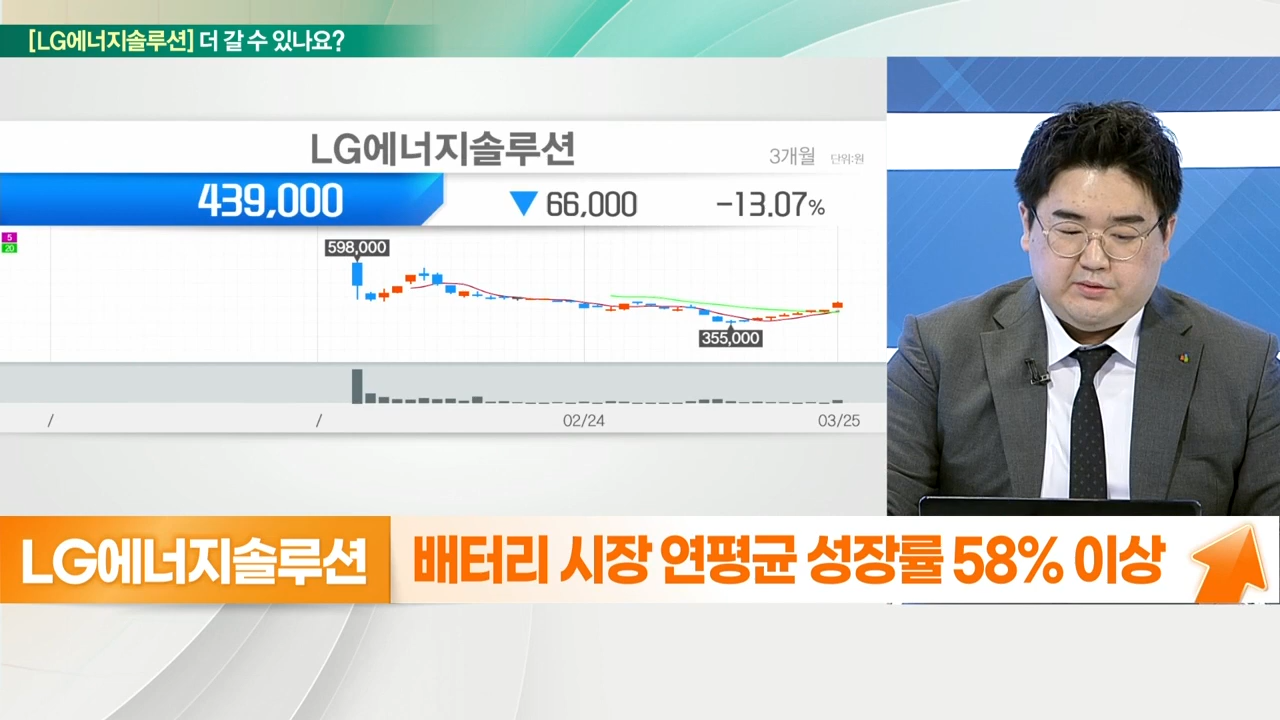 [LG에너지솔루션] 더 갈 수 있나요?
LG에너지솔루션
3개월 단위:원
439,000 ▼ 66,000 -13.07%
5
20
598,000
355,000
/ / 02/24 03/25
LG에너지솔루션 배터리 시장 연평균 성장률 58% 이상